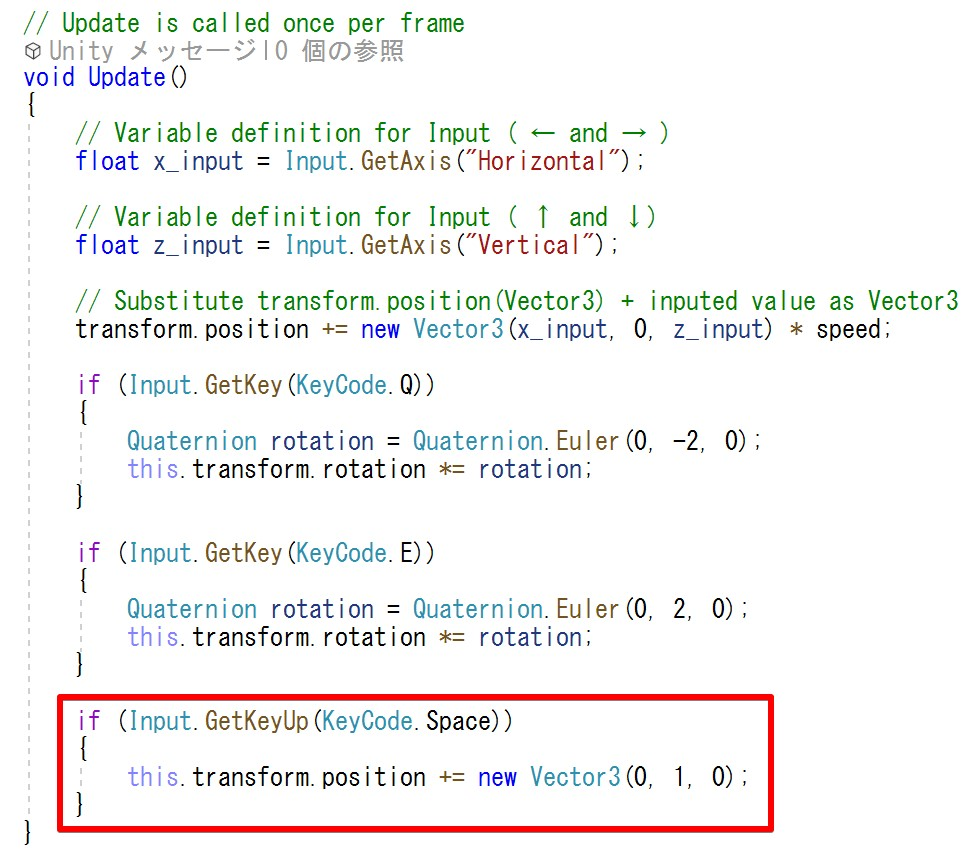 // Update is called once per frame
Unity メッセージ|0 個の参照
void Update()
{
// Variable definition for Input ( ← and → )
float x_input = Input.GetAxis("Horizontal");
// Variable definition for Input ( ↑ and ↓)
float z_input = Input.GetAxis("Vertical");
// Substitute transform.position(Vector3) + inputed value as Vector3
transform.position += new Vector3(x_input, 0, z_input) * speed;
if (Input.GetKey(KeyCode.Q))
{
Quaternion rotation = Quaternion.Euler(0, -2, 0);
this.transform.rotation *= rotation;
}
if (Input.GetKey(KeyCode.E))
{
Quaternion rotation = Quaternion.Euler(0, 2, 0);
this.transform.rotation *= rotation;
}
if (Input.GetKeyUp(KeyCode.Space))
{
this.transform.position += new Vector3(0, 1, 0);
}
}